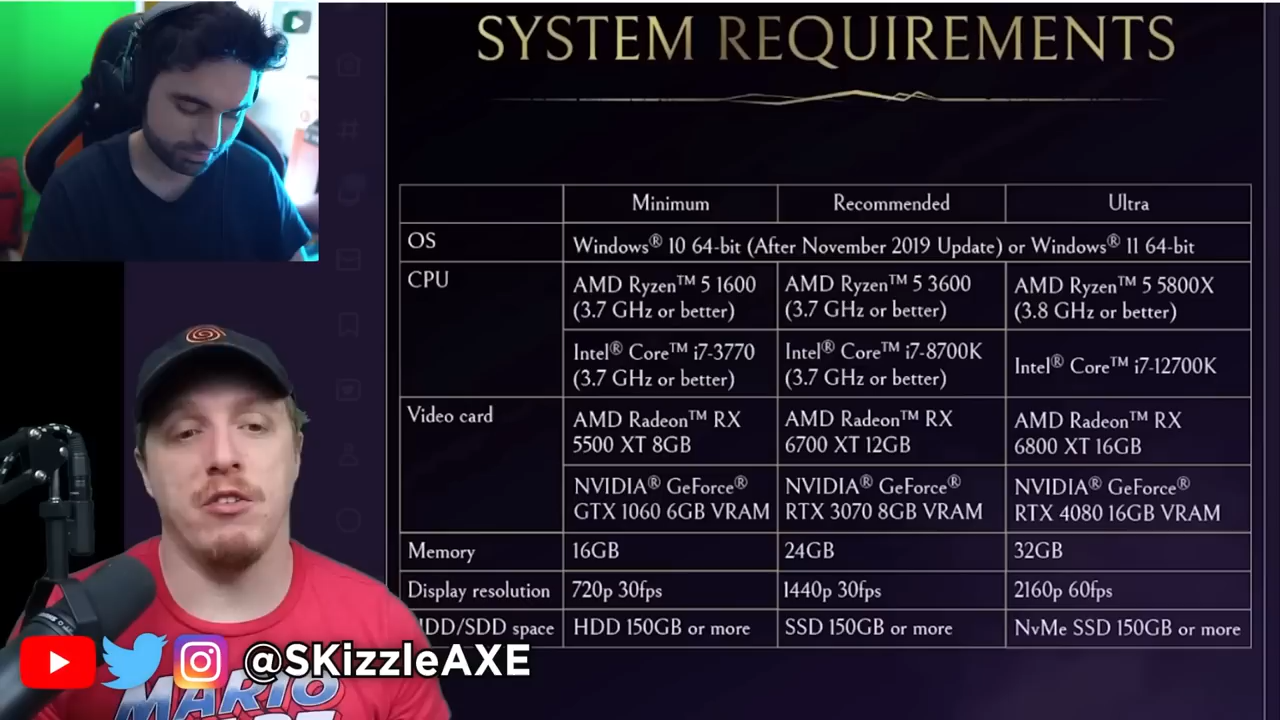 SYSTEM REQUIREMENTS
Minimum Recommended Ultra
OS Windows® 10 64-bit (After November 2019 Update) or Windows® 11 64-bit
CPU
AMD Ryzen™ 5 1600 AMD Ryzen™ 5 3600 AMD Ryzen™ 5 5800X
(3.7 GHz or better) (3.7 GHz or better) (3.8 GHz or better)
Intel® Core™ i7-3770 Intel® Core™ i7-8700K Intel® Core™ i7-12700K
(3.7 GHz or better) (3.7 GHz or better)
Video card AMD Radeon™ RX AMD Radeon™ RX AMD Radeon™ RX
5500 XT 8GB 6700 XT 12GB 6800 XT 16GB
NVIDIA® GeForce® NVIDIA® GeForce® NVIDIA® GeForce®
GTX 1060 6GB VRAM RTX 3070 8GB VRAM RTX 4080 16GB VRAM
Memory 16GB 24GB 32GB
Display resolution 720p 30fps 1440p 30fps 2160p 60fps
HDD/SDD space HDD 150GB or more SSD 150GB or more NvMe SSD 150GB or more
@SKizzleAXE
MARIO